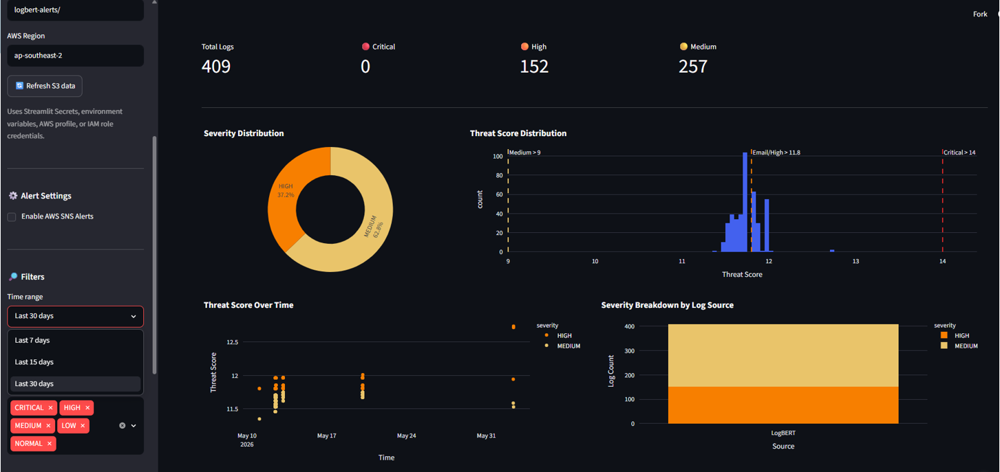 logbert-alerts/
AWS Region
ap-southeast-2
Refresh S3 data
Uses Streamlit Secrets, environment
variables, AWS profile, or IAM role
credentials.
Alert Settings
Enable AWS SNS Alerts
Filters
Time range
Last 30 days
Last 7 days
Last 15 days
Last 30 days
CRITICAL × HIGH ×
MEDIUM × LOW ×
NORMAL ×
Fork
Total Logs
409
Critical
0
High
152
Medium
257
Severity Distribution
HIGH
37.2%
MEDIUM
62.8%
Threat Score Distribution
Medium > 9
Email/High > 11.8
Critical > 14
count
100
80
60
40
20
0
9 10 11 12 13 14
Threat Score
Threat Score Over Time
Threat Score
12.5
12
11.5
May 10 May 17 May 24 May 31
2026
Time
severity
HIGH
MEDIUM
Severity Breakdown by Log Source
Log Count
400
300
200
100
0
LogBERT
Source
severity
HIGH
MEDIUM